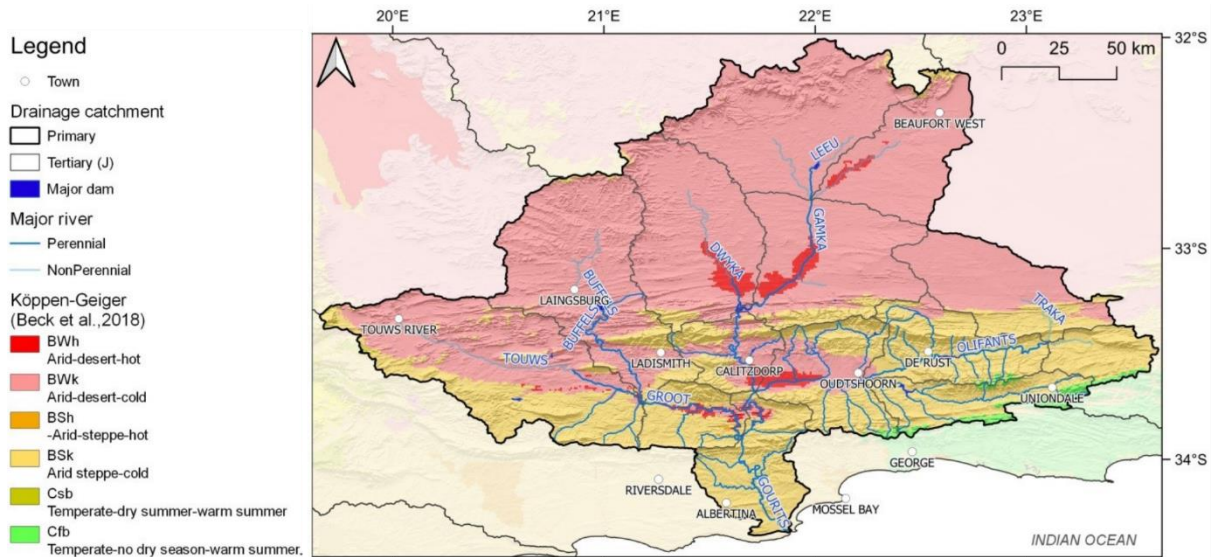 20°E 21°E 22°E 23°E
32°S
33°S
34°S
Legend
Town
Drainage catchment
Primary
Tertiary (J)
Major dam
Major river
Perennial
NonPerennial
Köppen-Geiger
(Beck et al.,2018)
BWh
Arid-desert-hot
BWk
Arid-desert-cold
BSh
-Arid-steppe-hot
BSk
Arid steppe-cold
Csb
Temperate-dry summer-warm summer
Cfb
Temperate-no dry season-warm summer,
0 25 50 km
BEAUFORT WEST
LEEU
GAMKA
DWYKA
BUFFELS
LAINGSBURG
BUFFELS
TOUWS RIVER
TOUWS
TRAKA
LADISMITH
CALITZDORP
DE RUST
OLIFANTS
OUDTSHOORN
UNIONDALE
GROOT
GEORGE
RIVERSDALE
GOURITS
ALBERTINA
MOSSEL BAY
INDIAN OCEAN